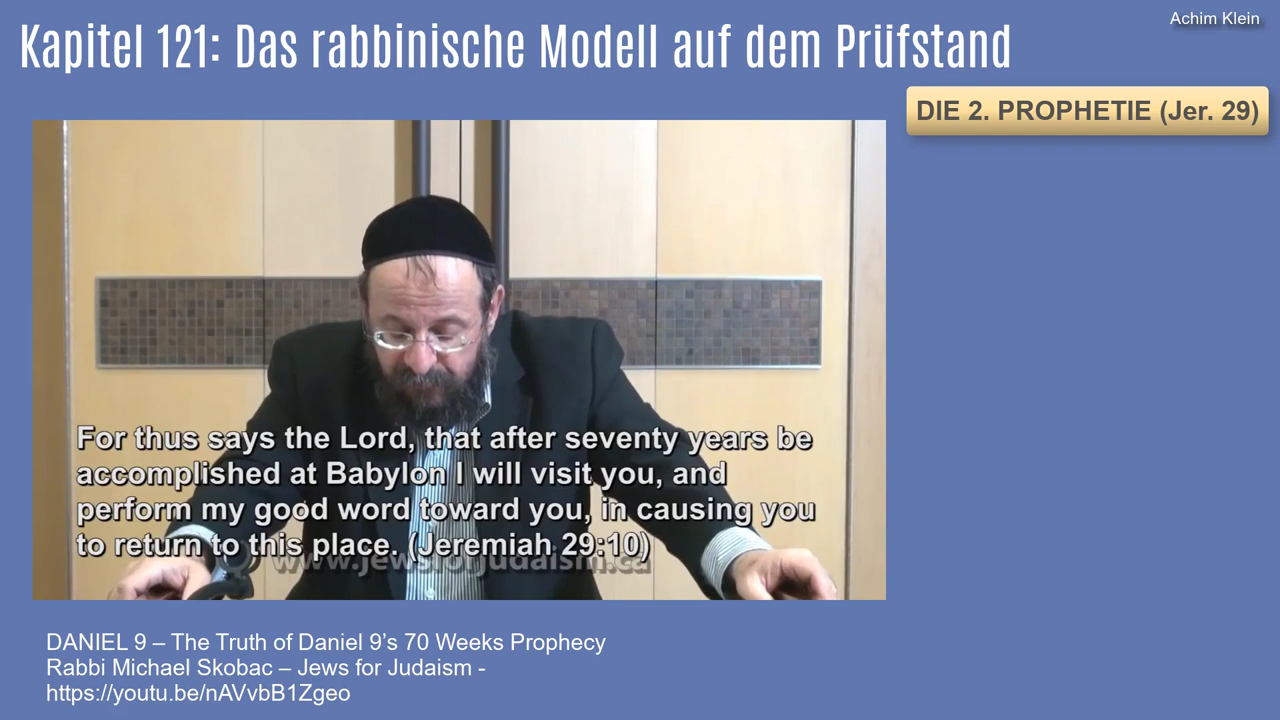 Achim Klein
Kapitel 121: Das rabbinische Modell auf dem Prüfstand
DIE 2. PROPHETIE (Jer. 29)
For thus says the Lord, that after seventy years be
accomplished at Babylon I will visit you, and
perform my good word toward you, in causing you
to return to this place. (Jeremiah 29:10)
www.jewsforjudaism.ca
DANIEL 9 – The Truth of Daniel 9’s 70 Weeks Prophecy
Rabbi Michael Skobac – Jews for Judaism -
https://youtu.be/nAVvbB1Zgeo